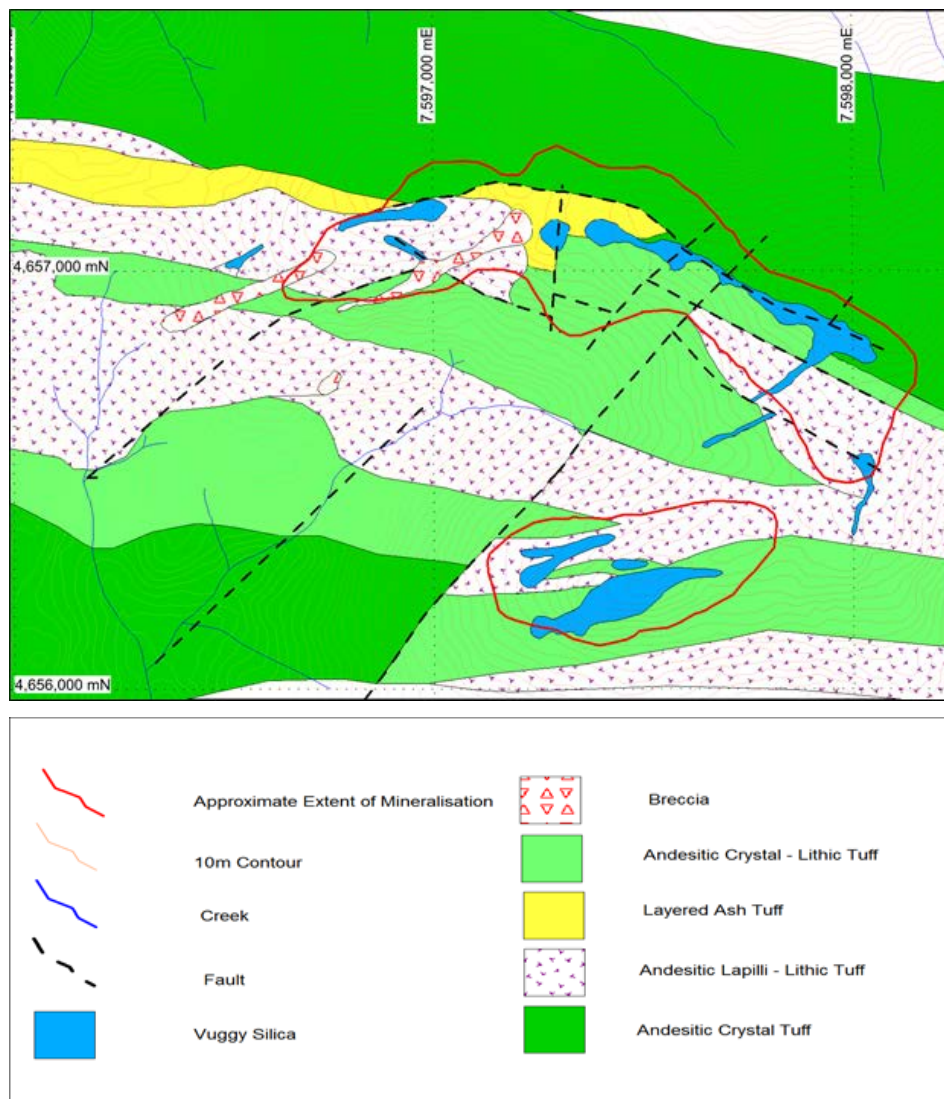 7,597,000 mE
7,598,000 mE
4,657,000 mN
4,656,000 mN
Approximate Extent of Mineralisation
10m Contour
Creek
Fault
Vuggy Silica
Breccia
Andesitic Crystal - Lithic Tuff
Layered Ash Tuff
Andesitic Lapilli - Lithic Tuff
Andesitic Crystal Tuff